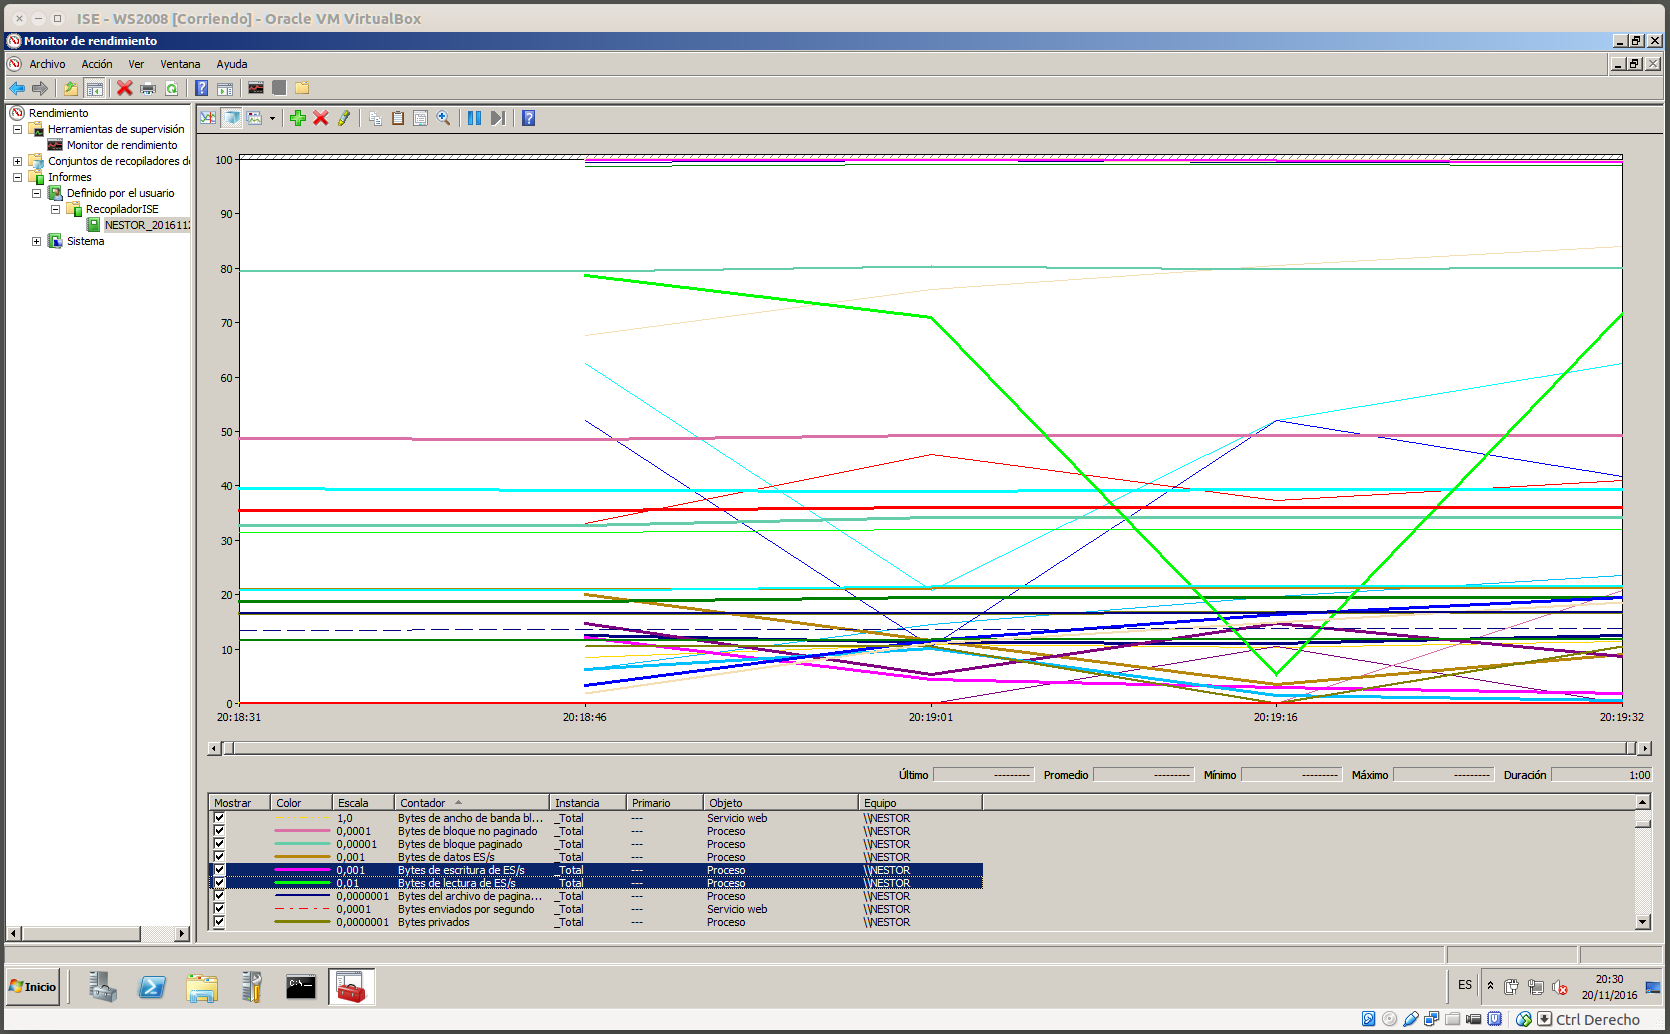 ISE - WS2008 [Corriendo] - Oracle VM VirtualBox
Monitor de rendimiento
Archivo Acción Ver Ventana Ayuda
Rendimiento
Herramientas de supervisión
Monitor de rendimiento
Conjuntos de recopiladores de
Informes
Definido por el usuario
RecopiladorISE
NESTOR_2016112
Sistema
100
90
80
70
60
50
40
30
20
10
0
20:18:31 20:18:46 20:19:01 20:19:16 20:19:32
Último --------- Promedio --------- Mínimo --------- Máximo --------- Duración 1:00
Mostrar Color Escala Contador Instancia Primario Objeto Equipo
1,0 Bytes de ancho de banda bl... _Total --- Servicio web \\NESTOR
0,0001 Bytes de bloque no paginado _Total --- Proceso \\NESTOR
0,00001 Bytes de bloque paginado _Total --- Proceso \\NESTOR
0,001 Bytes de datos ES/s _Total --- Proceso \\NESTOR
0,001 Bytes de escritura de ES/s _Total --- Proceso \\NESTOR
0,01 Bytes de lectura de ES/s _Total --- Proceso \\NESTOR
0,0000001 Bytes del archivo de pagina... _Total --- Proceso \\NESTOR
0,0001 Bytes enviados por segundo _Total --- Servicio web \\NESTOR
0,0000001 Bytes privados _Total --- Proceso \\NESTOR
Inicio
C:\
ES
20:30
20/11/2016
Ctrl Derecho